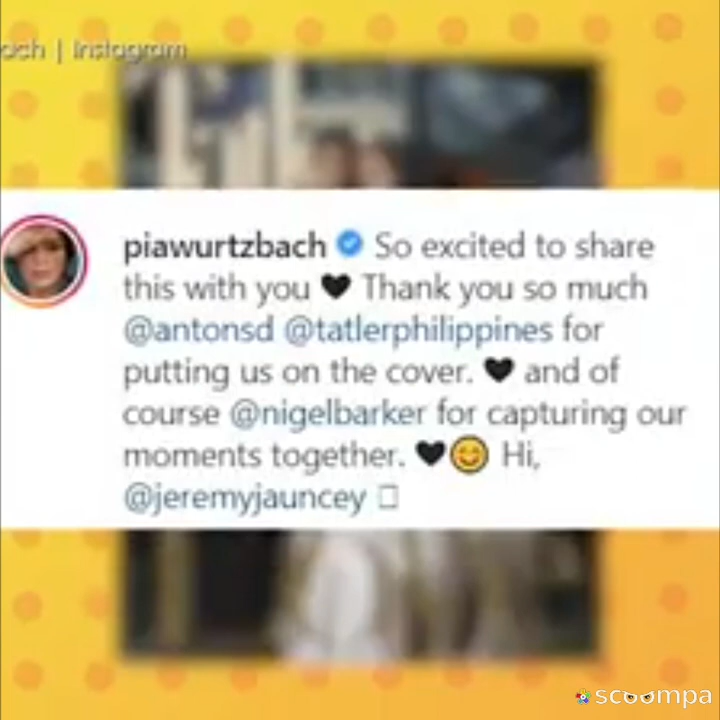 ach | Instagram
piawurtzbach So excited to share
this with you 🖤 Thank you so much
@antonsd @tatlerphilippines for
putting us on the cover. 🖤 and of
course @nigelbarker for capturing our
moments together. 🖤😊 Hi,
@jeremyjauncey
scoompa